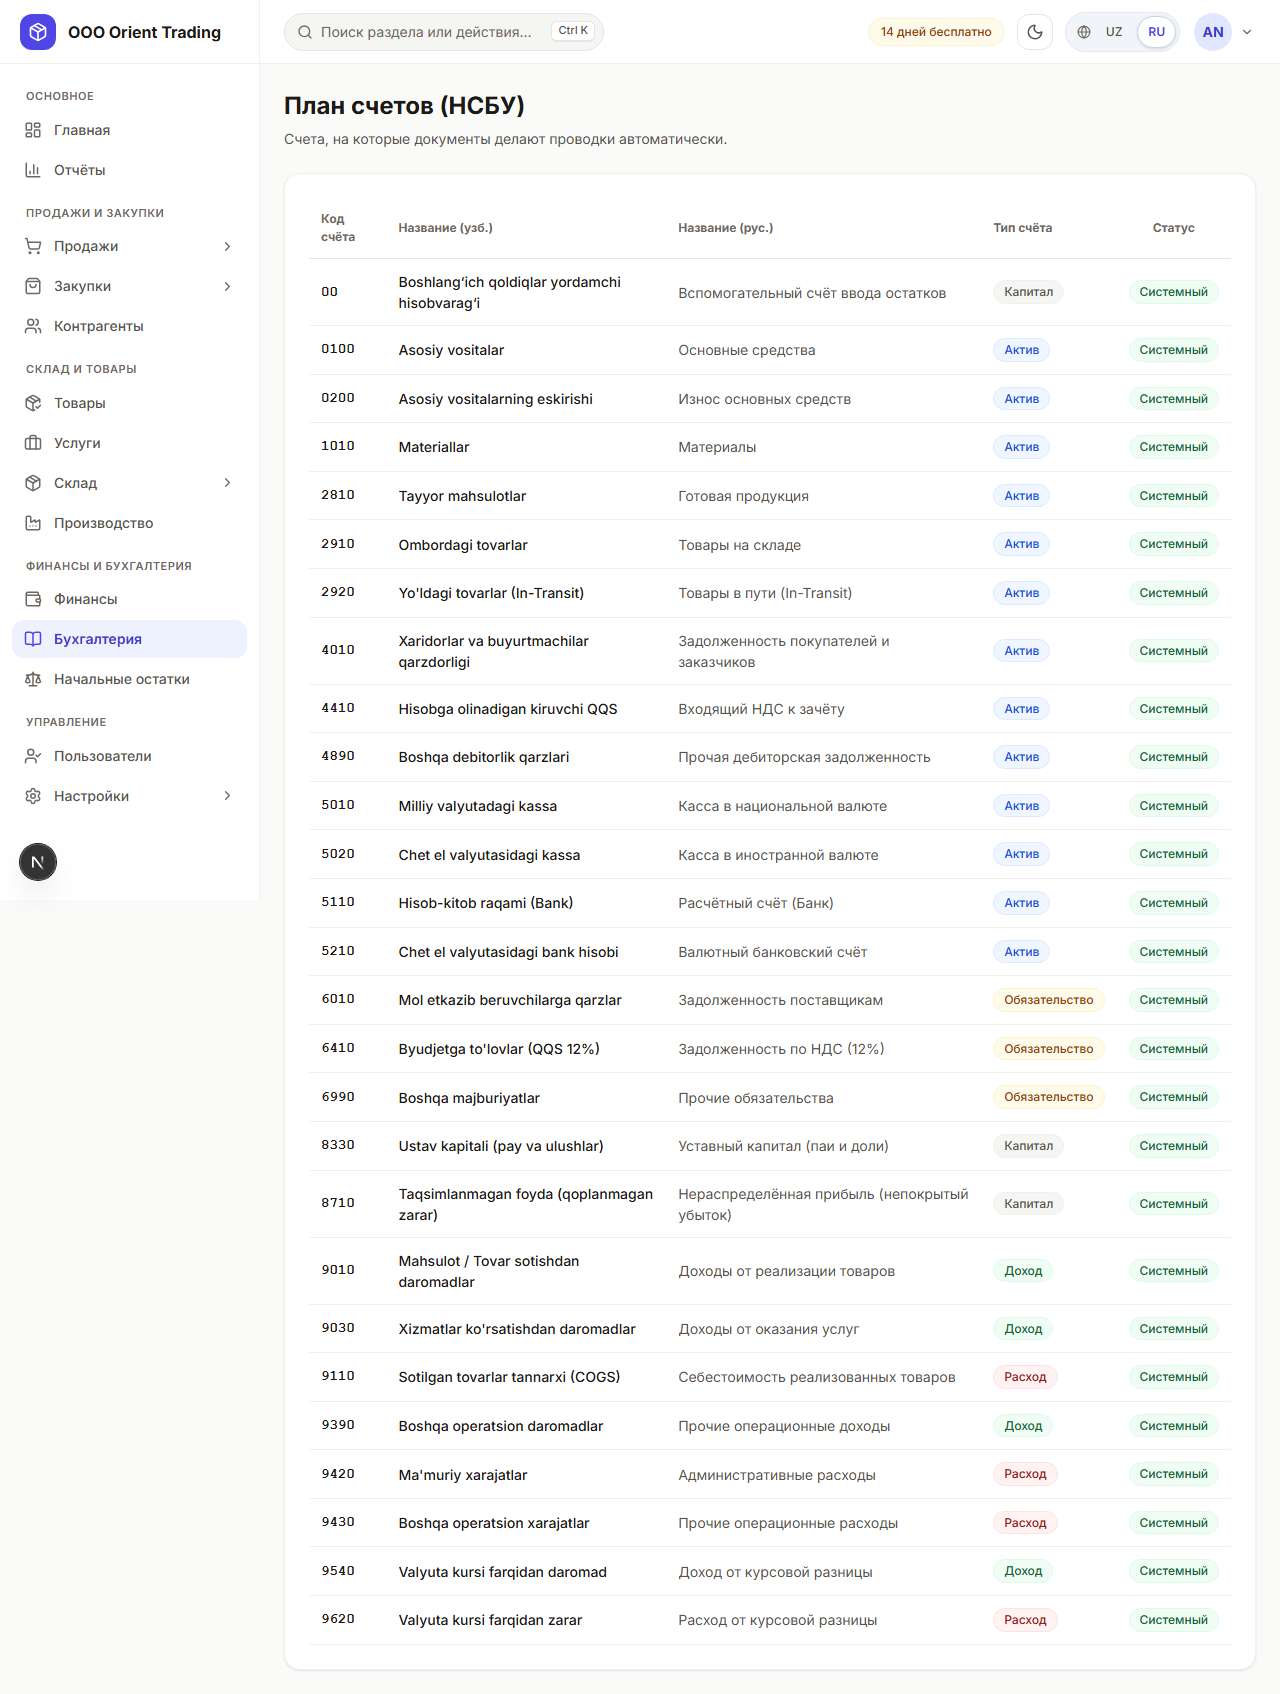 ООО Orient Trading
Поиск раздела или действия...
Ctrl K
14 дней бесплатно
UZ
RU
AN
ОСНОВНОЕ
Главная
Отчёты
ПРОДАЖИ И ЗАКУПКИ
Продажи
Закупки
Контрагенты
СКЛАД И ТОВАРЫ
Товары
Услуги
Склад
Производство
ФИНАНСЫ И БУХГАЛТЕРИЯ
Финансы
Бухгалтерия
Начальные остатки
УПРАВЛЕНИЕ
Пользователи
Настройки
N
План счетов (НСБУ)
Счета, на которые документы делают проводки автоматически.
Код счёта Название (узб.) Название (рус.) Тип счёта Статус
00 Boshlangʻich qoldiqlar yordamchi hisobvaragʻi Вспомогательный счёт ввода остатков Капитал Системный
0100 Asosiy vositalar Основные средства Актив Системный
0200 Asosiy vositalarning eskirishi Износ основных средств Актив Системный
1010 Materiallar Материалы Актив Системный
2810 Tayyor mahsulotlar Готовая продукция Актив Системный
2910 Ombordagi tovarlar Товары на складе Актив Системный
2920 Yo'ldagi tovarlar (In-Transit) Товары в пути (In-Transit) Актив Системный
4010 Xaridorlar va buyurtmachilar qarzdorligi Задолженность покупателей и заказчиков Актив Системный
4410 Hisobga olinadigan kiruvchi QQS Входящий НДС к зачёту Актив Системный
4890 Boshqa debitorlik qarzlari Прочая дебиторская задолженность Актив Системный
5010 Milliy valyutadagi kassa Касса в национальной валюте Актив Системный
5020 Chet el valyutasidagi kassa Касса в иностранной валюте Актив Системный
5110 Hisob-kitob raqami (Bank) Расчётный счёт (Банк) Актив Системный
5210 Chet el valyutasidagi bank hisobi Валютный банковский счёт Актив Системный
6010 Mol etkazib beruvchilarga qarzlar Задолженность поставщикам Обязательство Системный
6410 Byudjetga to'lovlar (QQS 12%) Задолженность по НДС (12%) Обязательство Системный
6990 Boshqa majburiyatlar Прочие обязательства Обязательство Системный
8330 Ustav kapitali (pay va ulushlar) Уставный капитал (паи и доли) Капитал Системный
8710 Taqsimlanmagan foyda (qoplanmagan zarar) Нераспределённая прибыль (непокрытый убыток) Капитал Системный
9010 Mahsulot / Tovar sotishdan daromadlar Доходы от реализации товаров Доход Системный
9030 Xizmatlar ko'rsatishdan daromadlar Доходы от оказания услуг Доход Системный
9110 Sotilgan tovarlar tannarxi (COGS) Себестоимость реализованных товаров Расход Системный
9390 Boshqa operatsion daromadlar Прочие операционные доходы Доход Системный
9420 Ma'muriy xarajatlar Административные расходы Расход Системный
9430 Boshqa operatsion xarajatlar Прочие операционные расходы Расход Системный
9540 Valyuta kursi farqidan daromad Доход от курсовой разницы Доход Системный
9620 Valyuta kursi farqidan zarar Расход от курсовой разницы Расход Системный